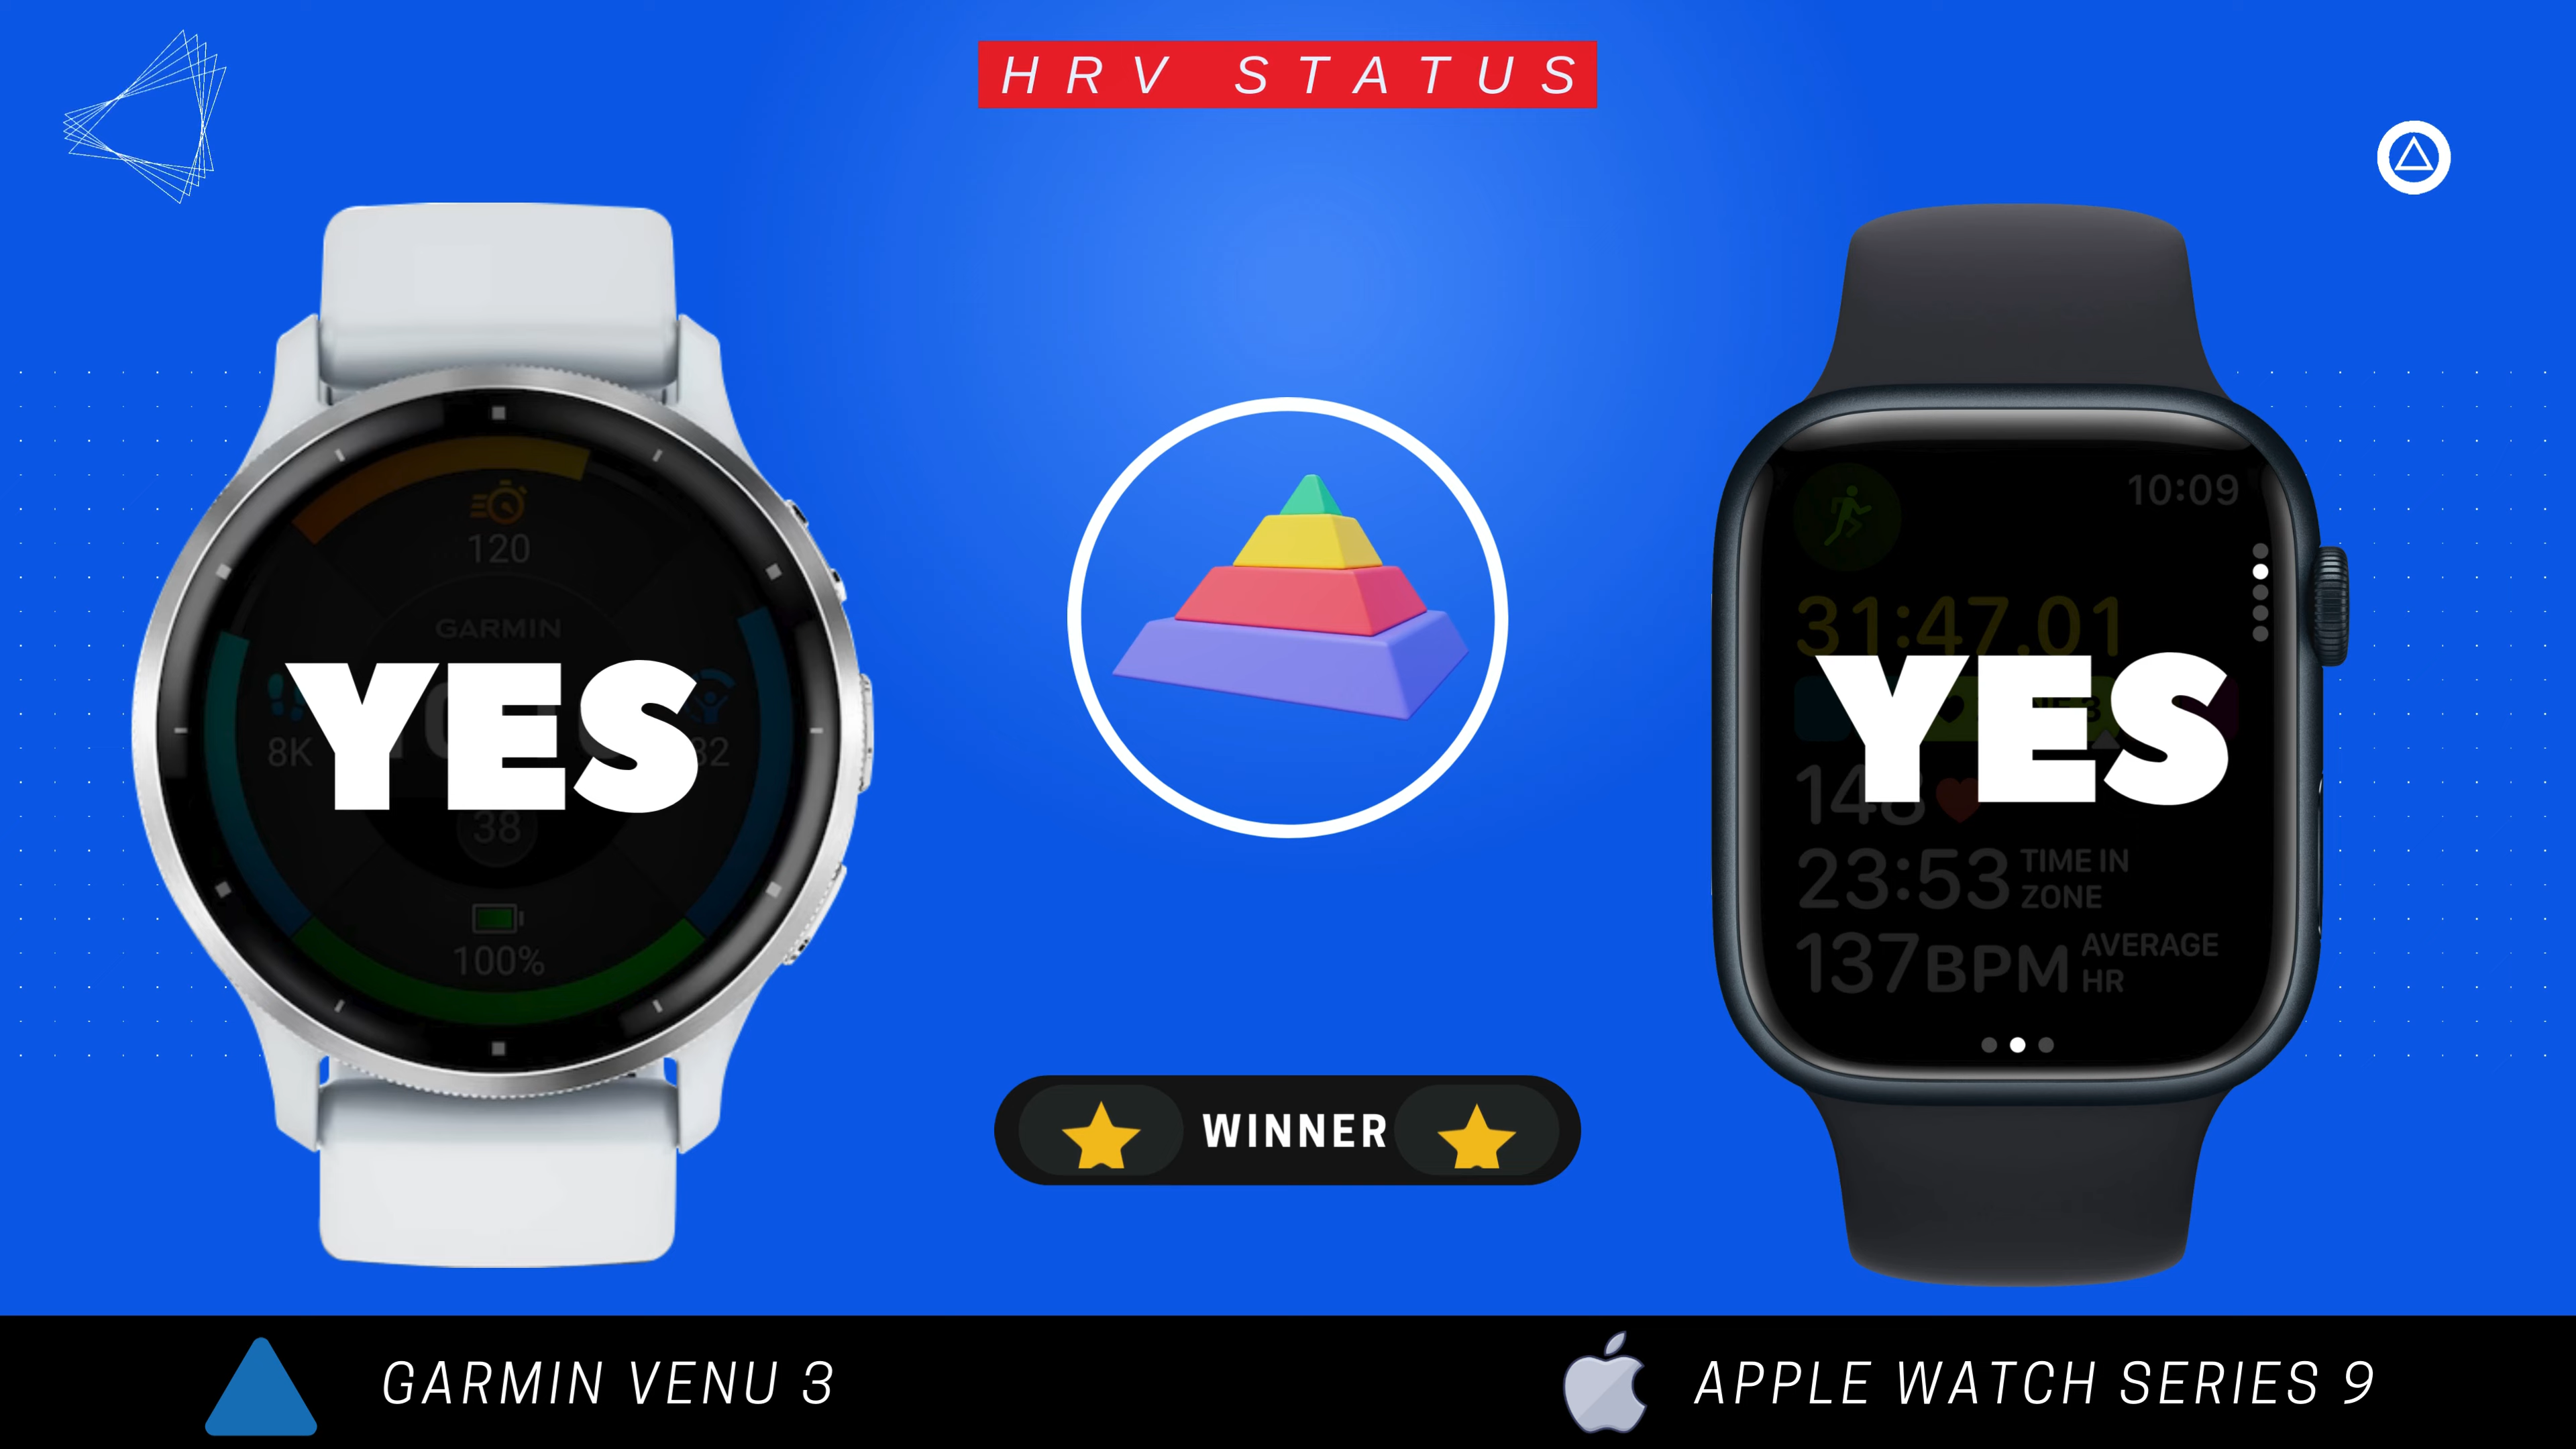 HRV STATUS
120
GARMIN
YES
8K
38
100%
10:09
31:47.01
YES
148
23:53 TIME IN
ZONE
137BPM AVERAGE
HR
WINNER
GARMIN VENU 3
APPLE WATCH SERIES 9